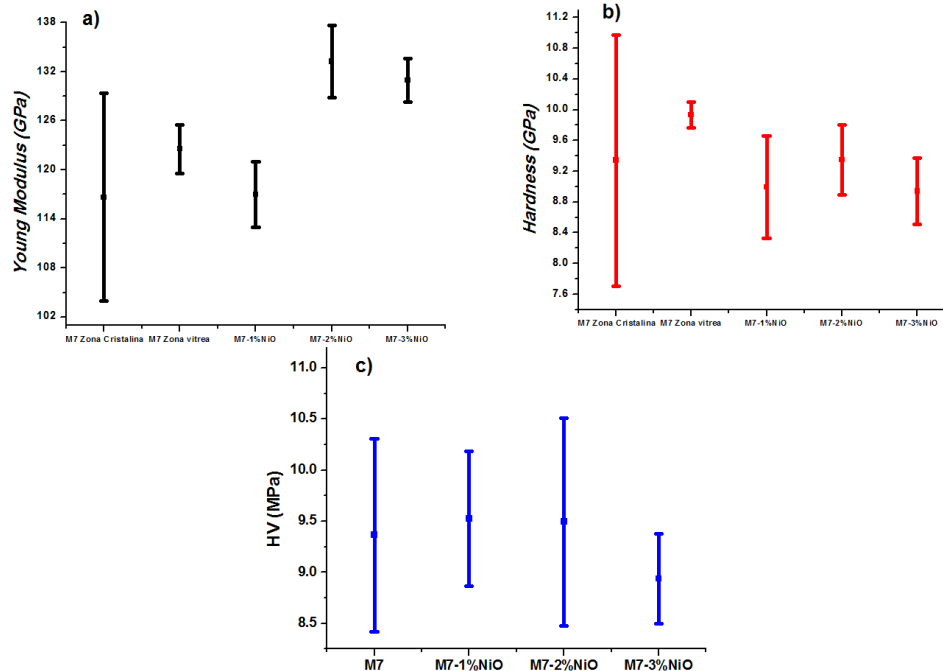 a)
Young Modulus (GPa)
138
132
126
120
114
108
102
M7 Zona Cristalina M7 Zona vitrea M7-1%NiO M7-2%NiO M7-3%NiO
b)
Hardness (GPa)
11.2
10.8
10.4
10.0
9.6
9.2
8.8
8.4
8.0
7.6
M7 Zona Cristalina M7 Zona vitrea M7-1%NiO M7-2%NiO M7-3%NiO
c)
HV (MPa)
11.0
10.5
10.0
9.5
9.0
8.5
M7 M7-1%NiO M7-2%NiO M7-3%NiO